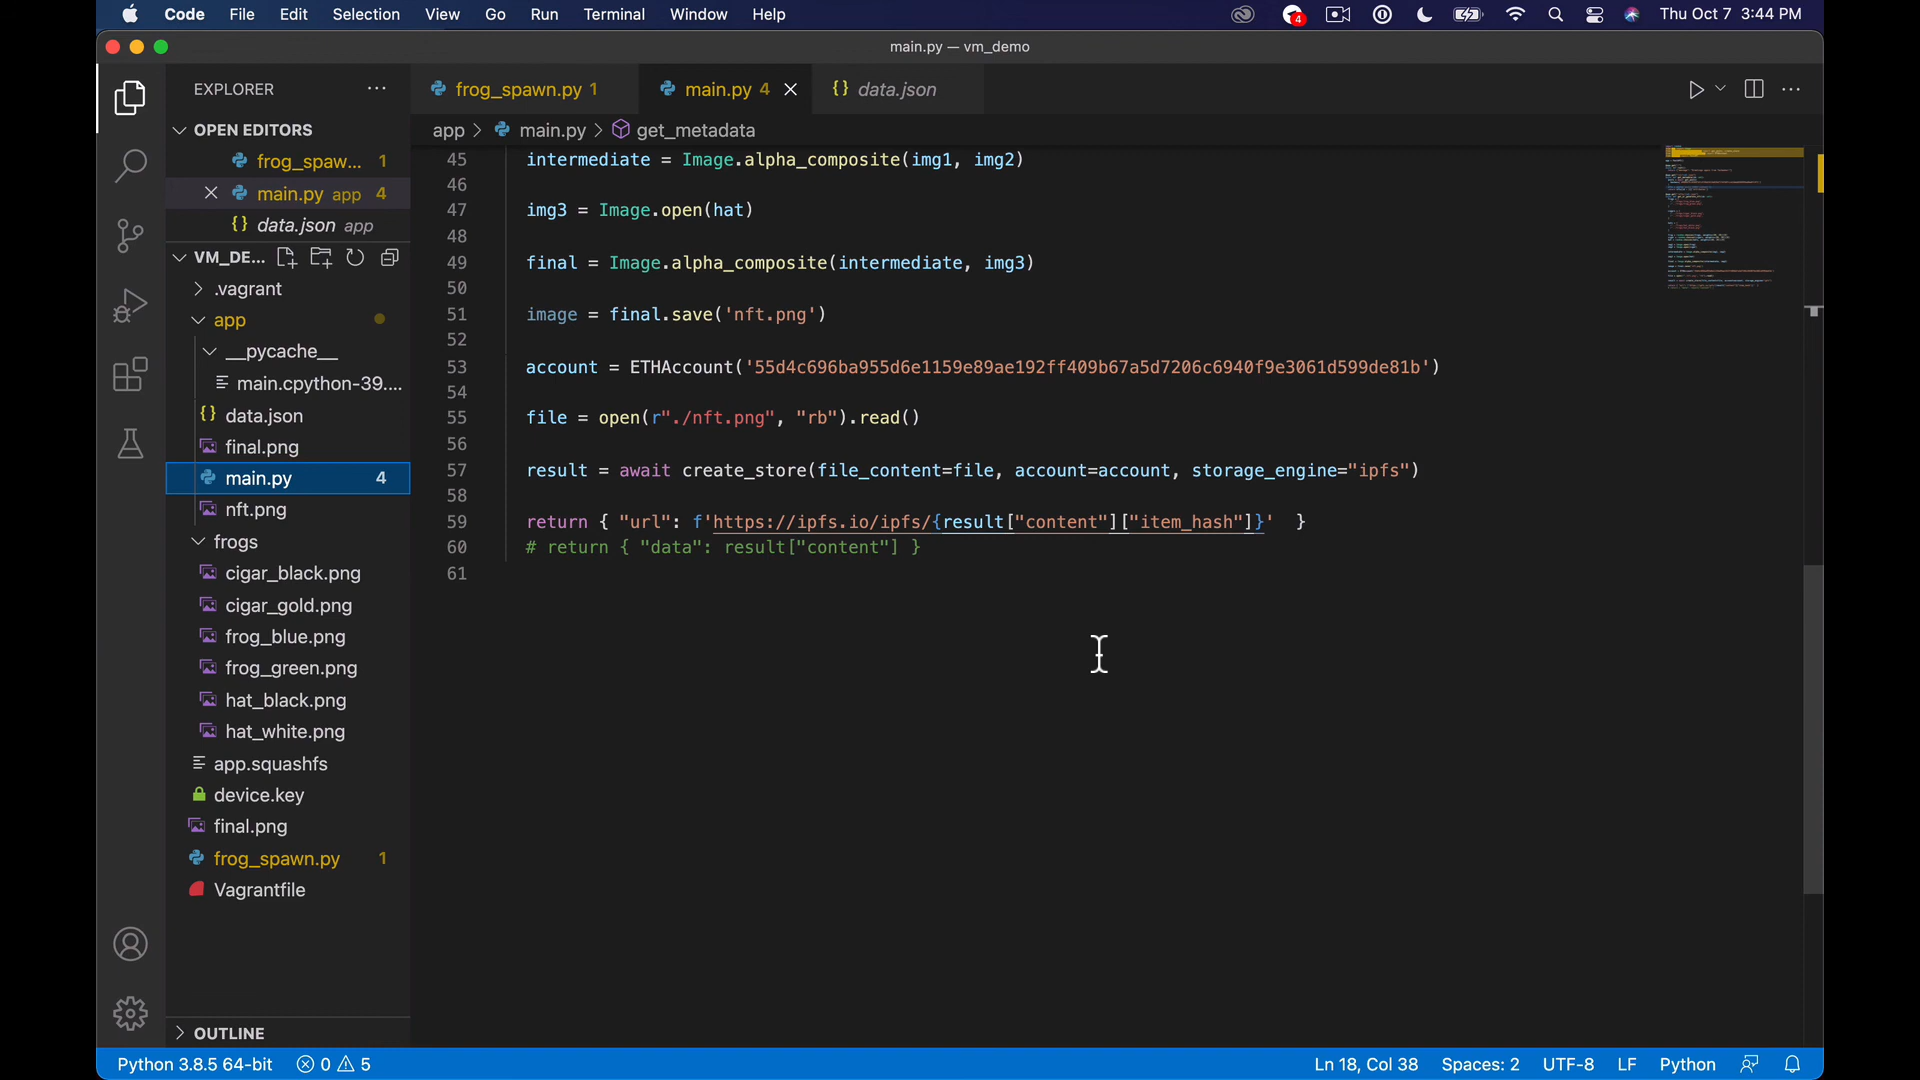 Code File Edit Selection View Go Run Terminal Window Help
4
Thu Oct 7 3:44 PM
main.py — vm_demo
EXPLORER
frog_spawn.py 1
main.py 4
{} data.json
OPEN EDITORS
app > main.py > get_metadata
frog_spaw... 1
main.py app 4
{} data.json app
VM_DE...
.vagrant
app
__pycache__
main.cpython-39....
{} data.json
final.png
main.py 4
nft.png
frogs
cigar_black.png
cigar_gold.png
frog_blue.png
frog_green.png
hat_black.png
hat_white.png
app.squashfs
device.key
final.png
frog_spawn.py 1
Vagrantfile
OUTLINE
45 intermediate = Image.alpha_composite(img1, img2)
46
47 img3 = Image.open(hat)
48
49 final = Image.alpha_composite(intermediate, img3)
50
51 image = final.save('nft.png')
52
53 account = ETHAccount('55d4c696ba955d6e1159e89ae192ff409b67a5d7206c6940f9e3061d599de81b')
54
55 file = open(r"./nft.png", "rb").read()
56
57 result = await create_store(file_content=file, account=account, storage_engine="ipfs")
58
59 return { "url": f'https://ipfs.io/ipfs/{result["content"]["item_hash"]}' }
60 # return { "data": result["content"] }
61
Python 3.8.5 64-bit 0 5
Ln 18, Col 38 Spaces: 2 UTF-8 LF Python